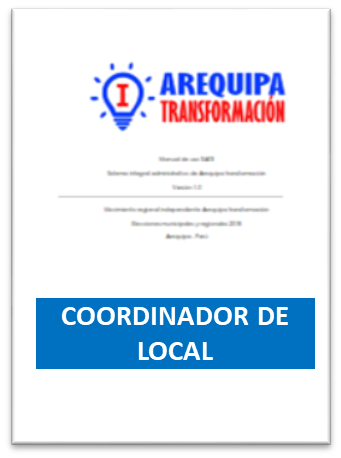 I
AREQUIPA
TRANSFORMACIÓN
Manual de uso
Sistema integral administrativo de Arequipa transformación
Versión 1.0
Movimiento regional independiente Arequipa transformación
Elecciones municipales y regionales 2018
Arequipa - Perú
COORDINADOR DE
LOCAL